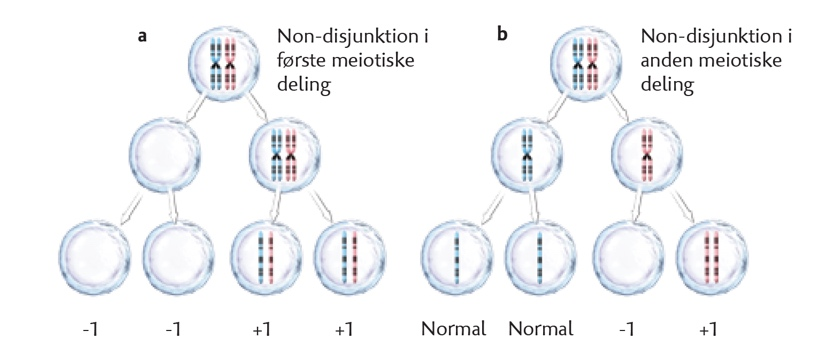 a
Non-disjunktion i
første meiotiske
deling
b
Non-disjunktion i
anden meiotiske
deling
-1 -1 +1 +1
Normal Normal -1 +1